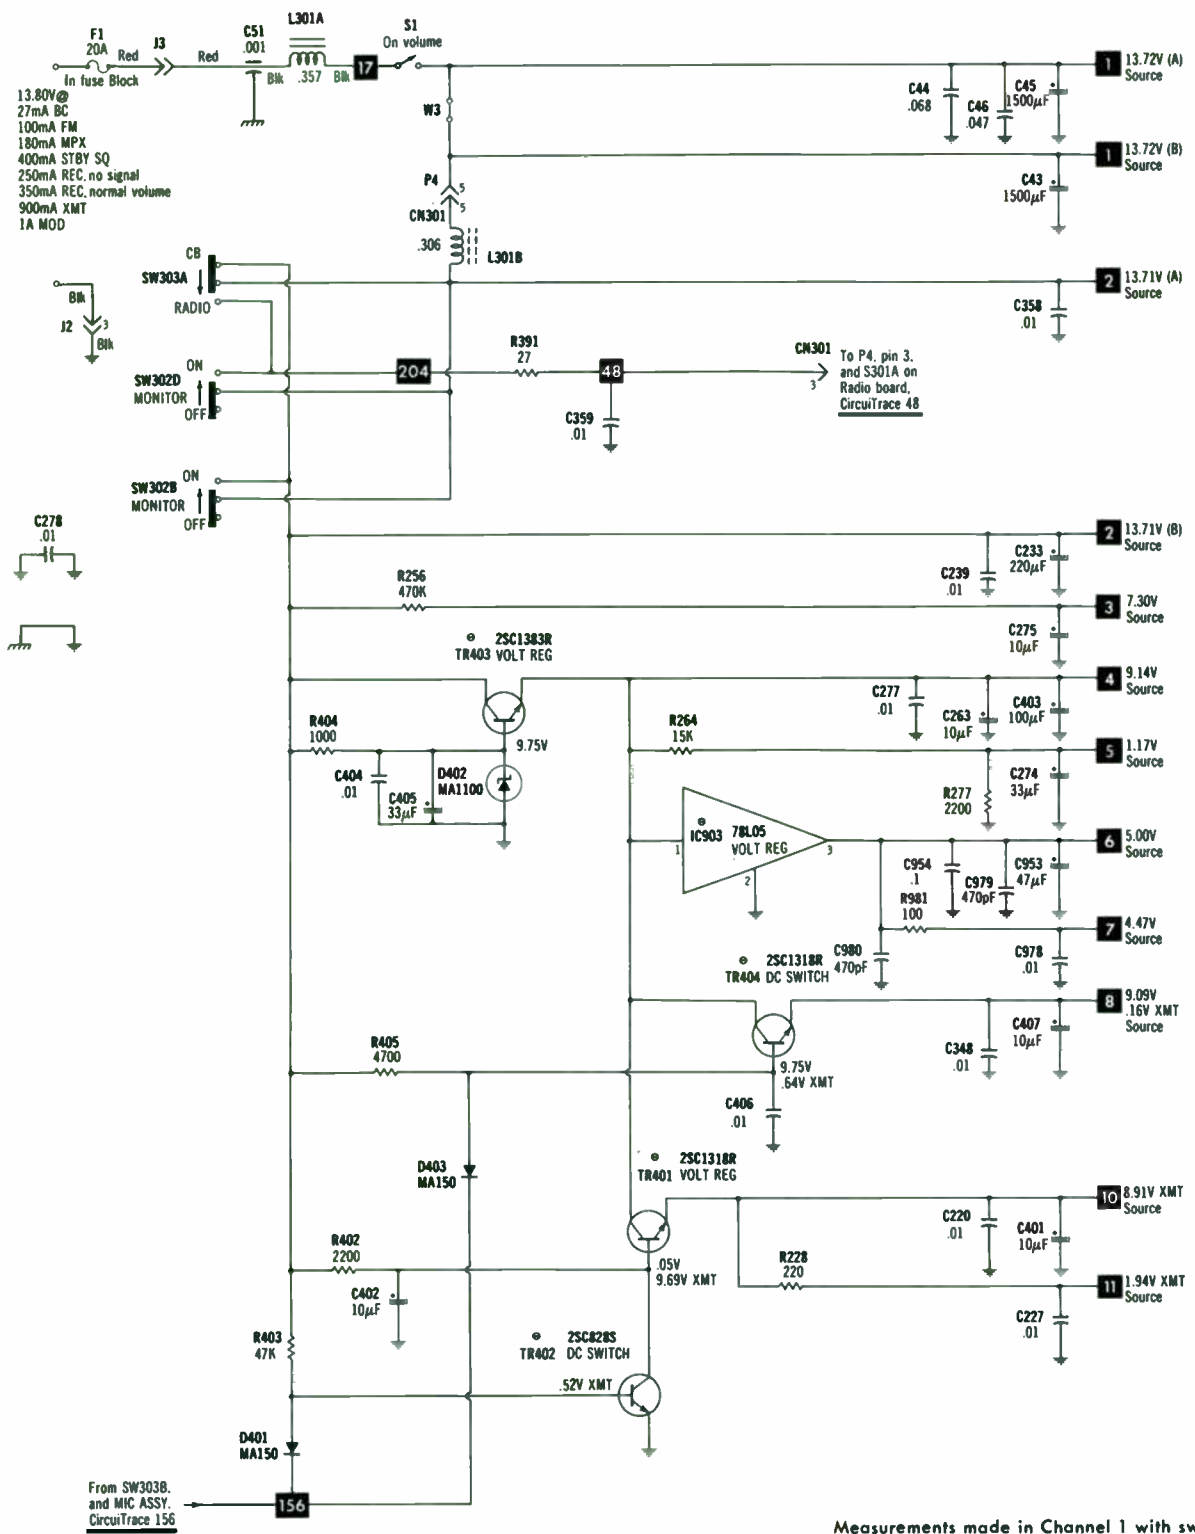 L301A
F1
20A
Red
J3
Red
C51
.001
S1
On volume
In fuse Block
Blk
.357
Blk
17
1
13.72V (A)
Source
13.80V@
27mA BC
100mA FM
180mA MPX
400mA STBY SQ
250mA REC, no signal
350mA REC, normal volume
900mA XMT
1A MOD
W3
C44
.068
C46
.047
C45
1500µF
1
13.72V (B)
Source
P4
5
5
CN301
C43
1500µF
.306
L301B
CB
SW303A
RADIO
2
13.71V (A)
Source
C358
.01
Blk
J2
3
Blk
ON
SW302D
MONITOR
OFF
204
R391
27
48
C359
.01
CN301
3
To P4, pin 3,
and S301A on
Radio board,
CircuiTrace 48
ON
SW302B
MONITOR
OFF
C278
.01
2
13.71V (B)
Source
C239
.01
C233
220µF
R256
470K
3
7.30V
Source
C275
10µF
2SC1383R
TR403 VOLT REG
4
9.14V
Source
C277
.01
C263
10µF
C403
100µF
R404
1000
9.75V
R264
15K
5
1.17V
Source
C404
.01
C405
33µF
D402
MA1100
R277
2200
C274
33µF
IC903
78L05
VOLT REG
1
2
3
6
5.00V
Source
C954
.1
C979
470pF
C953
47µF
R981
100
7
4.47V
Source
C980
470pF
C978
.01
2SC1318R
TR404 DC SWITCH
8
9.09V
.16V XMT
Source
C348
.01
C407
10µF
R405
4700
9.75V
.64V XMT
C406
.01
D403
MA150
2SC1318R
TR401 VOLT REG
10
8.91V XMT
Source
C220
.01
C401
10µF
R402
2200
.05V
9.69V XMT
R228
220
11
1.94V XMT
Source
C402
10µF
C227
.01
R403
47K
2SC828S
TR402 DC SWITCH
.52V XMT
D401
MA150
From SW303B,
and MIC ASSY,
CircuiTrace 156
156
Measurements made in Channel 1 with sw